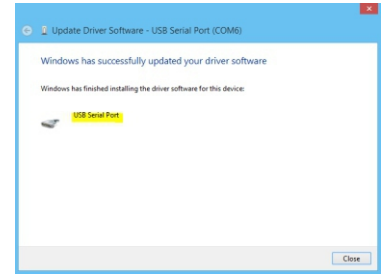 Update Driver Software - USB Serial Port (COM6)
Windows has successfully updated your driver software
Windows has finished installing the driver software for this device:
USB Serial Port
Close